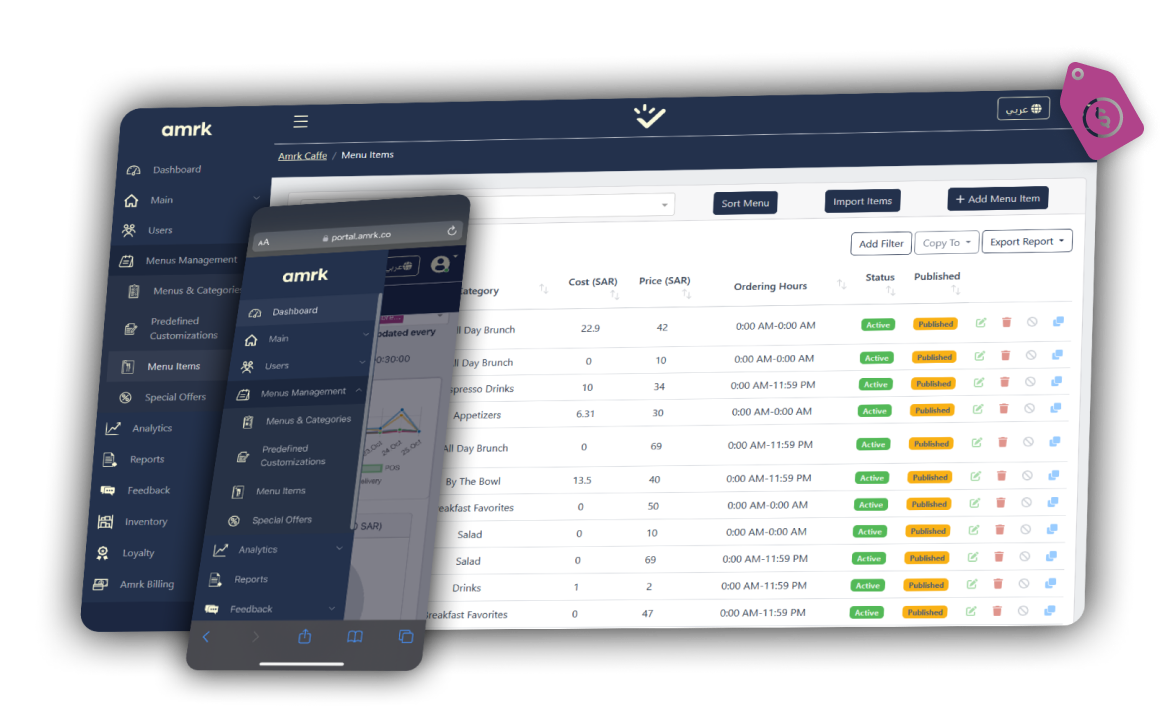 amrk
عربي
Amrk Caffe / Menu Items
Dashboard
Main
Users
Menus Management
Menus & Categories
Predefined
Customizations
Menu Items
Special Offers
Analytics
Reports
Feedback
Inventory
Loyalty
Amrk Billing
Sort Menu
Import Items
+ Add Menu Item
Add Filter
Copy To
Export Report
Cost (SAR) Price (SAR) Ordering Hours Status Published
Day Brunch 22.9 42 0:00 AM-0:00 AM Active Published
Day Brunch 0 10 0:00 AM-0:00 AM Active Published
Drinks 10 34 0:00 AM-11:59 PM Active Published
Appetizers 6.31 30 0:00 AM-0:00 AM Active Published
All Day Brunch 0 69 0:00 AM-11:59 PM Active Published
By The Bowl 13.5 40 0:00 AM-11:59 PM Active Published
Favorites 0 50 0:00 AM-0:00 AM Active Published
Salad 0 10 0:00 AM-0:00 AM Active Published
Salad 0 69 0:00 AM-11:59 PM Active Published
Drinks 1 2 0:00 AM-11:59 PM Active Published
Breakfast Favorites 0 47 0:00 AM-11:59 PM Active Published
AA portal.amrk.co
amrk
عربي
Dashboard
Main
Users
Menus Management
Menus & Categories
Predefined
Customizations
Menu Items
Special Offers
Analytics
Reports
Feedback
every
0:30:00
24 Oct 25 Oct
POS
SAR)